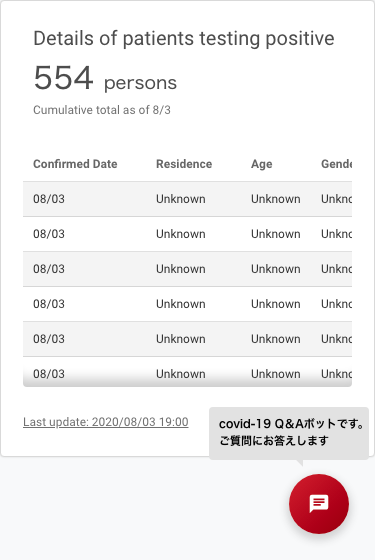 Details of patients testing positive
554 persons
Cumulative total as of 8/3
Confirmed Date Residence Age Gende
08/03 Unknown Unknown Unkno
08/03 Unknown Unknown Unkno
08/03 Unknown Unknown Unkno
08/03 Unknown Unknown Unkno
08/03 Unknown Unknown Unkno
08/03 Unknown Unknown Unkno
Last update: 2020/08/03 19:00
covid-19 Q&Aボットです。
ご質問にお答えします